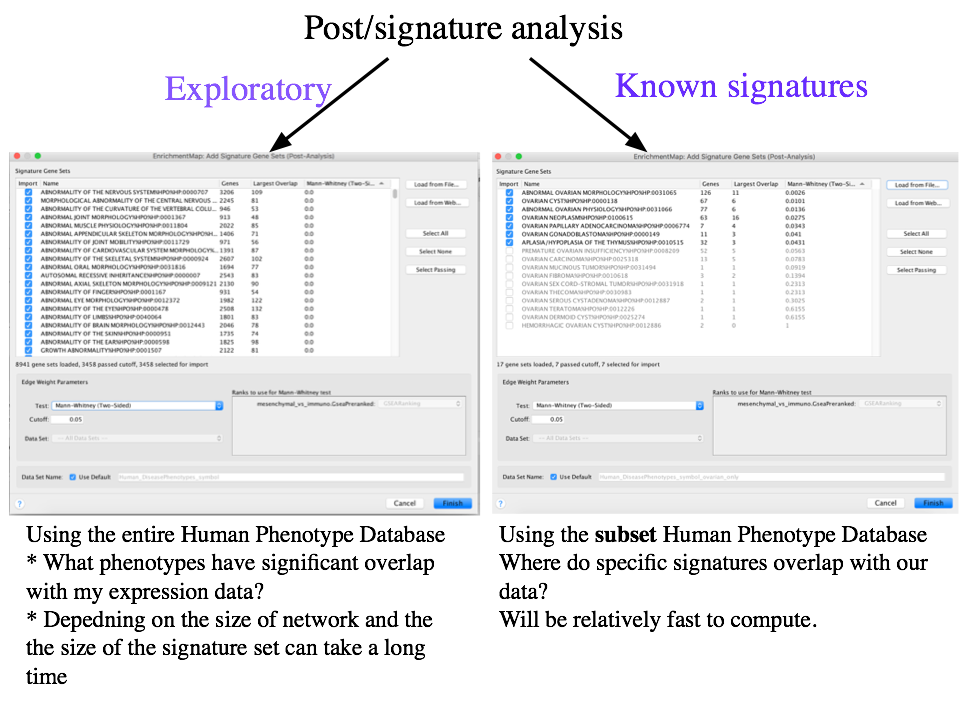 Post/signature analysis
Exploratory
Known signatures
EnrichmentMap: Add Signature Gene Sets (Post-Analysis)
Signature Gene Sets
Import Name Genes Largest Overlap Mann-Whitney (Two-Si...
ABNORMALITY OF THE NERVOUS SYSTEM%HPO%HP:0000707 3206 109 0.0
MORPHOLOGICAL ABNORMALITY OF THE CENTRAL NERVOUS ... 2245 81 0.0
ABNORMALITY OF THE CURVATURE OF THE VERTEBRAL COLU... 946 53 0.0
ABNORMAL JOINT MORPHOLOGY%HPO%HP:0001367 913 48 0.0
ABNORMAL MUSCLE PHYSIOLOGY%HPO%HP:0011804 2022 85 0.0
ABNORMAL APPENDICULAR SKELETON MORPHOLOGY%HPO%H... 1406 71 0.0
ABNORMALITY OF JOINT MOBILITY%HPO%HP:0011729 971 56 0.0
ABNORMALITY OF CARDIOVASCULAR SYSTEM MORPHOLOGY%... 1391 87 0.0
ABNORMALITY OF THE SKELETAL SYSTEM%HPO%HP:0000924 2607 102 0.0
ABNORMAL ORAL MORPHOLOGY%HPO%HP:0031816 1694 77 0.0
AUTOSOMAL RECESSIVE INHERITANCE%HPO%HP:0000007 2543 83 0.0
ABNORMAL AXIAL SKELETON MORPHOLOGY%HPO%HP:0009121 2130 90 0.0
ABNORMALITY OF FINGER%HPO%HP:0001167 931 54 0.0
ABNORMAL EYE MORPHOLOGY%HPO%HP:0012372 1982 122 0.0
ABNORMALITY OF THE EYE%HPO%HP:0000478 2508 132 0.0
ABNORMALITY OF LIMBS%HPO%HP:0040064 1801 83 0.0
ABNORMALITY OF BRAIN MORPHOLOGY%HPO%HP:0012443 2046 78 0.0
ABNORMALITY OF THE SKIN%HPO%HP:0000951 1735 74 0.0
ABNORMALITY OF THE EAR%HPO%HP:0000598 1825 98 0.0
GROWTH ABNORMALITY%HPO%HP:0001507 2122 81 0.0
Load from File...
Load from Web...
Select All
Select None
Select Passing
8941 gene sets loaded, 3458 passed cutoff, 3458 selected for import
Edge Weight Parameters
Test: Mann-Whitney (Two-Sided)
Cutoff: 0.05
Data Set: --- All Data Sets ---
Ranks to use for Mann-Whitney test
mesenchymal_vs_immuno.GseaPreranked: GSEARanking
Data Set Name: Use Default Human_DiseasePhenotypes_symbol
? Cancel Finish
EnrichmentMap: Add Signature Gene Sets (Post-Analysis)
Signature Gene Sets
Import Name Genes Largest Overlap Mann-Whitney (Two-Si...
ABNORMAL OVARIAN MORPHOLOGY%HPO%HP:0031065 126 11 0.0026
OVARIAN CYST%HPO%HP:0000138 67 6 0.0101
ABNORMAL OVARIAN PHYSIOLOGY%HPO%HP:0031066 77 6 0.0136
OVARIAN NEOPLASM%HPO%HP:0100615 63 16 0.0275
OVARIAN PAPILLARY ADENOCARCINOMA%HPO%HP:0006774 7 4 0.0343
OVARIAN GONADOBLASTOMA%HPO%HP:0000149 11 3 0.041
APLASIA/HYPOPLASIA OF THE THYMUS%HPO%HP:0010515 32 3 0.0431
PREMATURE OVARIAN INSUFFICIENCY%HPO%HP:0008209 52 5 0.0563
OVARIAN CARCINOMA%HPO%HP:0025318 13 5 0.0783
OVARIAN MUCINOUS TUMOR%HPO%HP:0031494 1 1 0.0919
OVARIAN FIBROMA%HPO%HP:0010618 3 2 0.1394
OVARIAN SEX CORD-STROMAL TUMOR%HPO%HP:0031918 1 1 0.2313
OVARIAN THECOMA%HPO%HP:0030983 1 1 0.2313
OVARIAN SEROUS CYSTADENOMA%HPO%HP:0012887 2 1 0.3025
OVARIAN TERATOMA%HPO%HP:0012226 1 1 0.6155
OVARIAN DERMOID CYST%HPO%HP:0025274 1 1 0.6155
HEMORRHAGIC OVARIAN CYST%HPO%HP:0012886 2 0 1
Load from File...
Load from Web...
Select All
Select None
Select Passing
17 gene sets loaded, 7 passed cutoff, 7 selected for import
Edge Weight Parameters
Test: Mann-Whitney (Two-Sided)
Cutoff: 0.05
Data Set: --- All Data Sets ---
Ranks to use for Mann-Whitney test
mesenchymal_vs_immuno.GseaPreranked: GSEARanking
Data Set Name: Use Default Human_DiseasePhenotypes_symbol_ovarian_only
? Cancel Finish
Using the entire Human Phenotype Database
* What phenotypes have significant overlap
with my expression data?
* Depedning on the size of network and the
the size of the signature set can take a long
time
Using the subset Human Phenotype Database
Where do specific signatures overlap with our
data?
Will be relatively fast to compute.